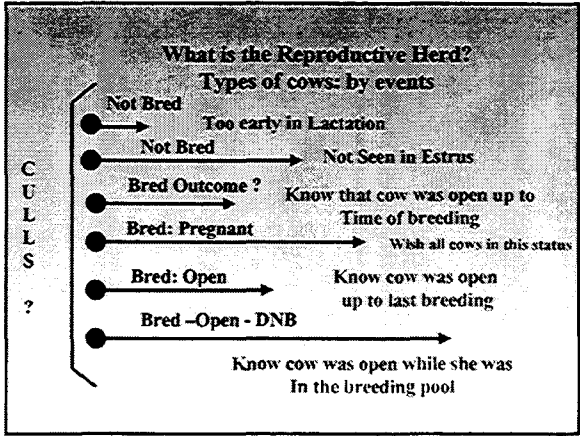 What is the Reproductive Herd?
Types of cows: by events
Not Bred
Too early in Lactation
Not Bred
Not Seen in Estrus
Bred Outcome ?
Know that cow was open up to
Time of breeding
Bred: Pregnant
Wish all cows in this status
Bred: Open
Know cow was open
up to last breeding
Bred –Open - DNB
Know cow was open while she was
In the breeding pool
C
U
L
L
S
?